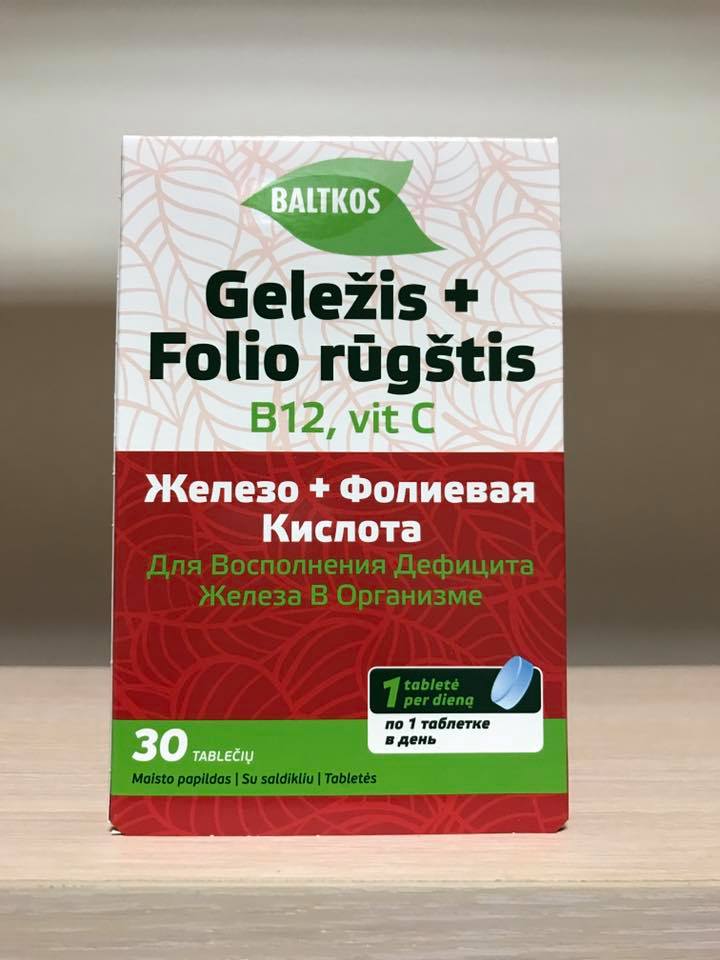 BALTKOS
Geležis +
Folio rūgštis
B12, vit C
Железо + Фолиевая
Кислота
Для Восполнения Дефицита
Железа В Организме
1 tabletė
per dieną
по 1 таблетке
в день
30 TABLEČIŲ
Maisto papildas | Su saldikliu | Tabletės